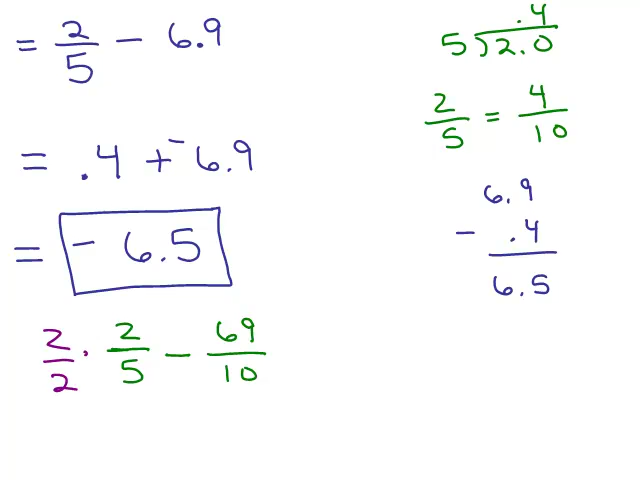 = 2/5 - 6.9
= .4 + -6.9
= - 6.5
2/2 · 2/5 - 69/10
.4
5)2.0
2/5 = 4/10
6.9
- .4
6.5